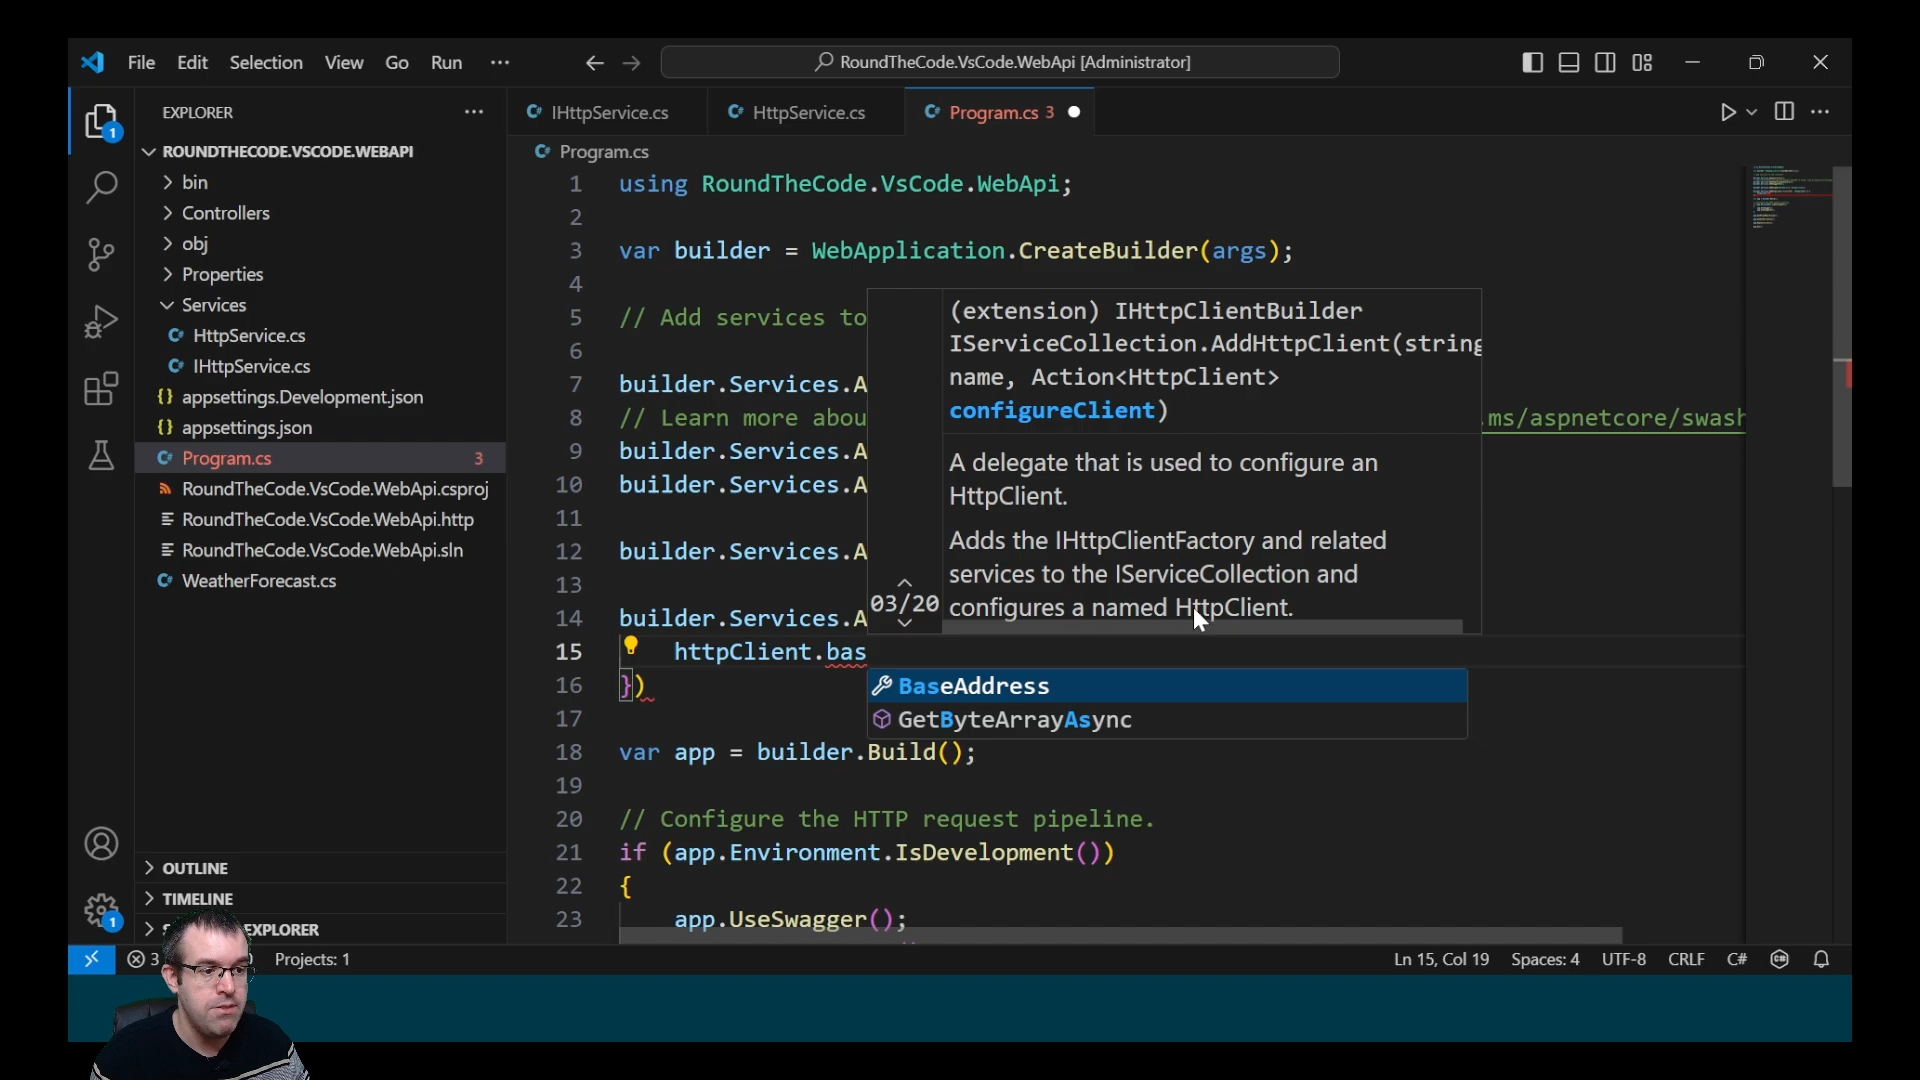 File Edit Selection View Go Run ···
RoundTheCode.VsCode.WebApi [Administrator]
EXPLORER
1
ROUNDTHECODE.VSCODE.WEBAPI
bin
Controllers
obj
Properties
Services
HttpService.cs
IHttpService.cs
appsettings.Development.json
appsettings.json
Program.cs 3
RoundTheCode.VsCode.WebApi.csproj
RoundTheCode.VsCode.WebApi.http
RoundTheCode.VsCode.WebApi.sln
WeatherForecast.cs
OUTLINE
TIMELINE
EXPLORER
1
IHttpService.cs HttpService.cs Program.cs 3
Program.cs
1 using RoundTheCode.VsCode.WebApi;
2
3 var builder = WebApplication.CreateBuilder(args);
4
5 // Add services to
6
7 builder.Services.A
8 // Learn more abou .ms/aspnetcore/swash
9 builder.Services.A
10 builder.Services.A
11
12 builder.Services.A
13
14 builder.Services.A
15 httpClient.bas
16 })
17
18 var app = builder.Build();
19
20 // Configure the HTTP request pipeline.
21 if (app.Environment.IsDevelopment())
22 {
23 app.UseSwagger();
(extension) IHttpClientBuilder
IServiceCollection.AddHttpClient(string
name, Action<HttpClient>
configureClient)
A delegate that is used to configure an
HttpClient.
Adds the IHttpClientFactory and related
services to the IServiceCollection and
configures a named HttpClient.
03/20
BaseAddress
GetByteArrayAsync
3
Projects: 1
Ln 15, Col 19 Spaces: 4 UTF-8 CRLF C#